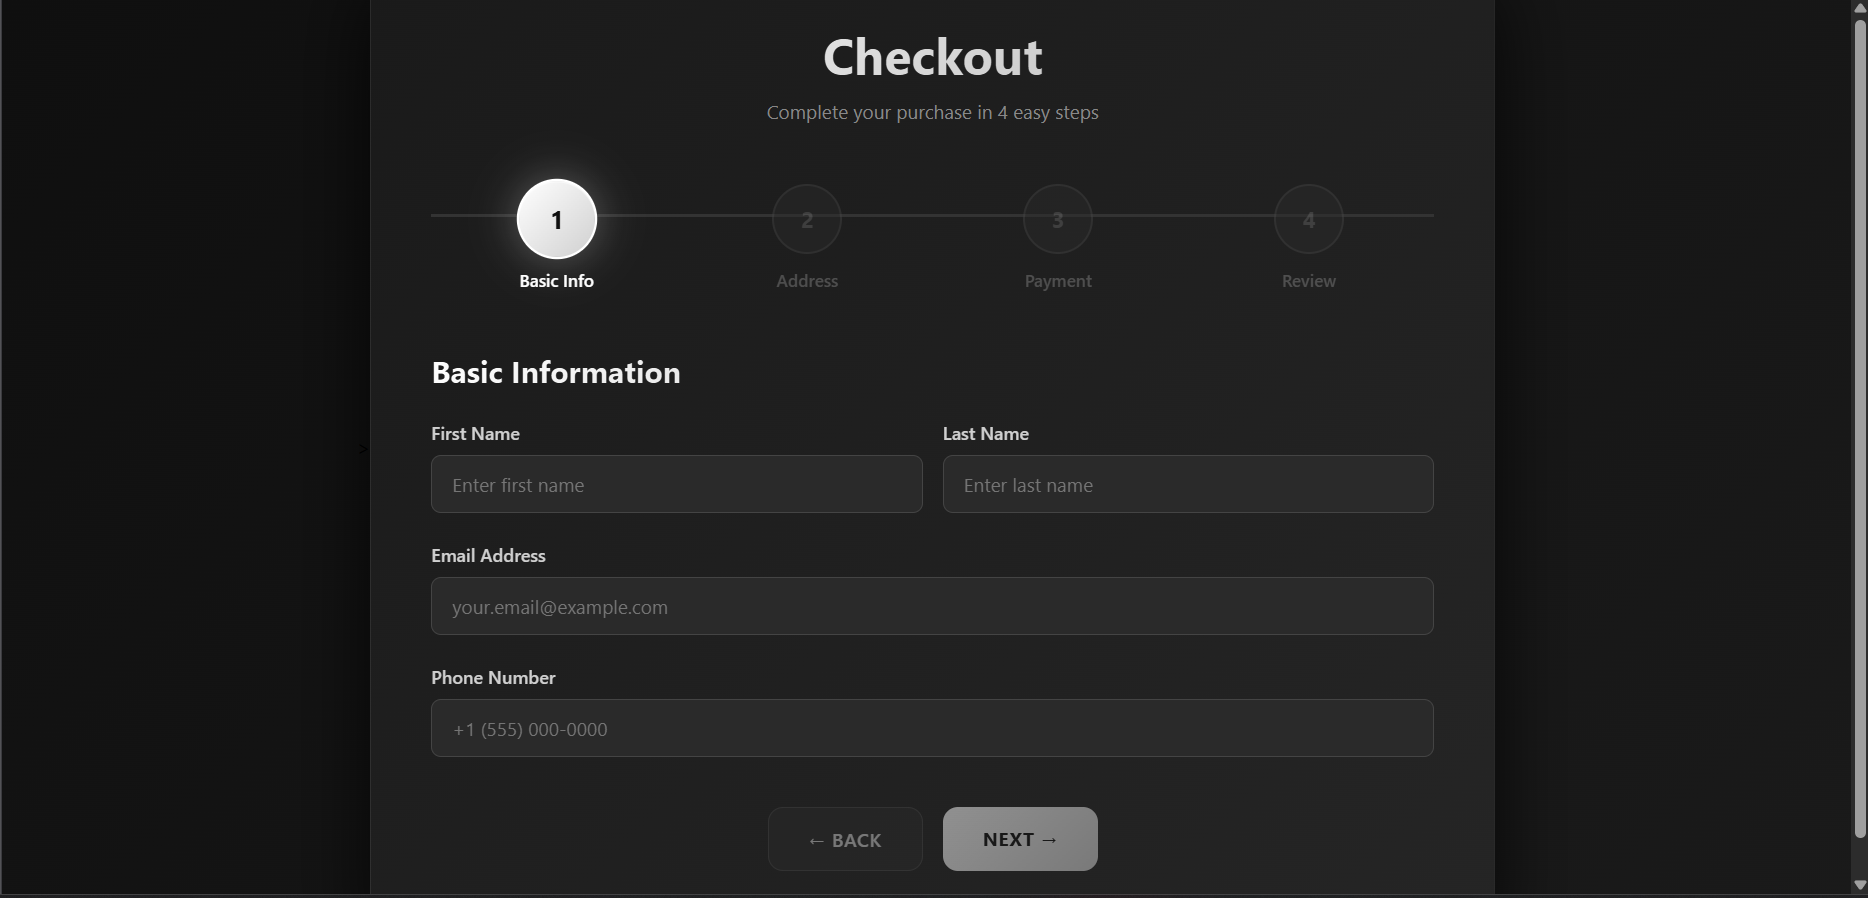 Checkout
Complete your purchase in 4 easy steps
1 2 3 4
Basic Info Address Payment Review
Basic Information
First Name Last Name
>
Enter first name Enter last name
Email Address
your.email@example.com
Phone Number
+1 (555) 000-0000
← BACK NEXT →